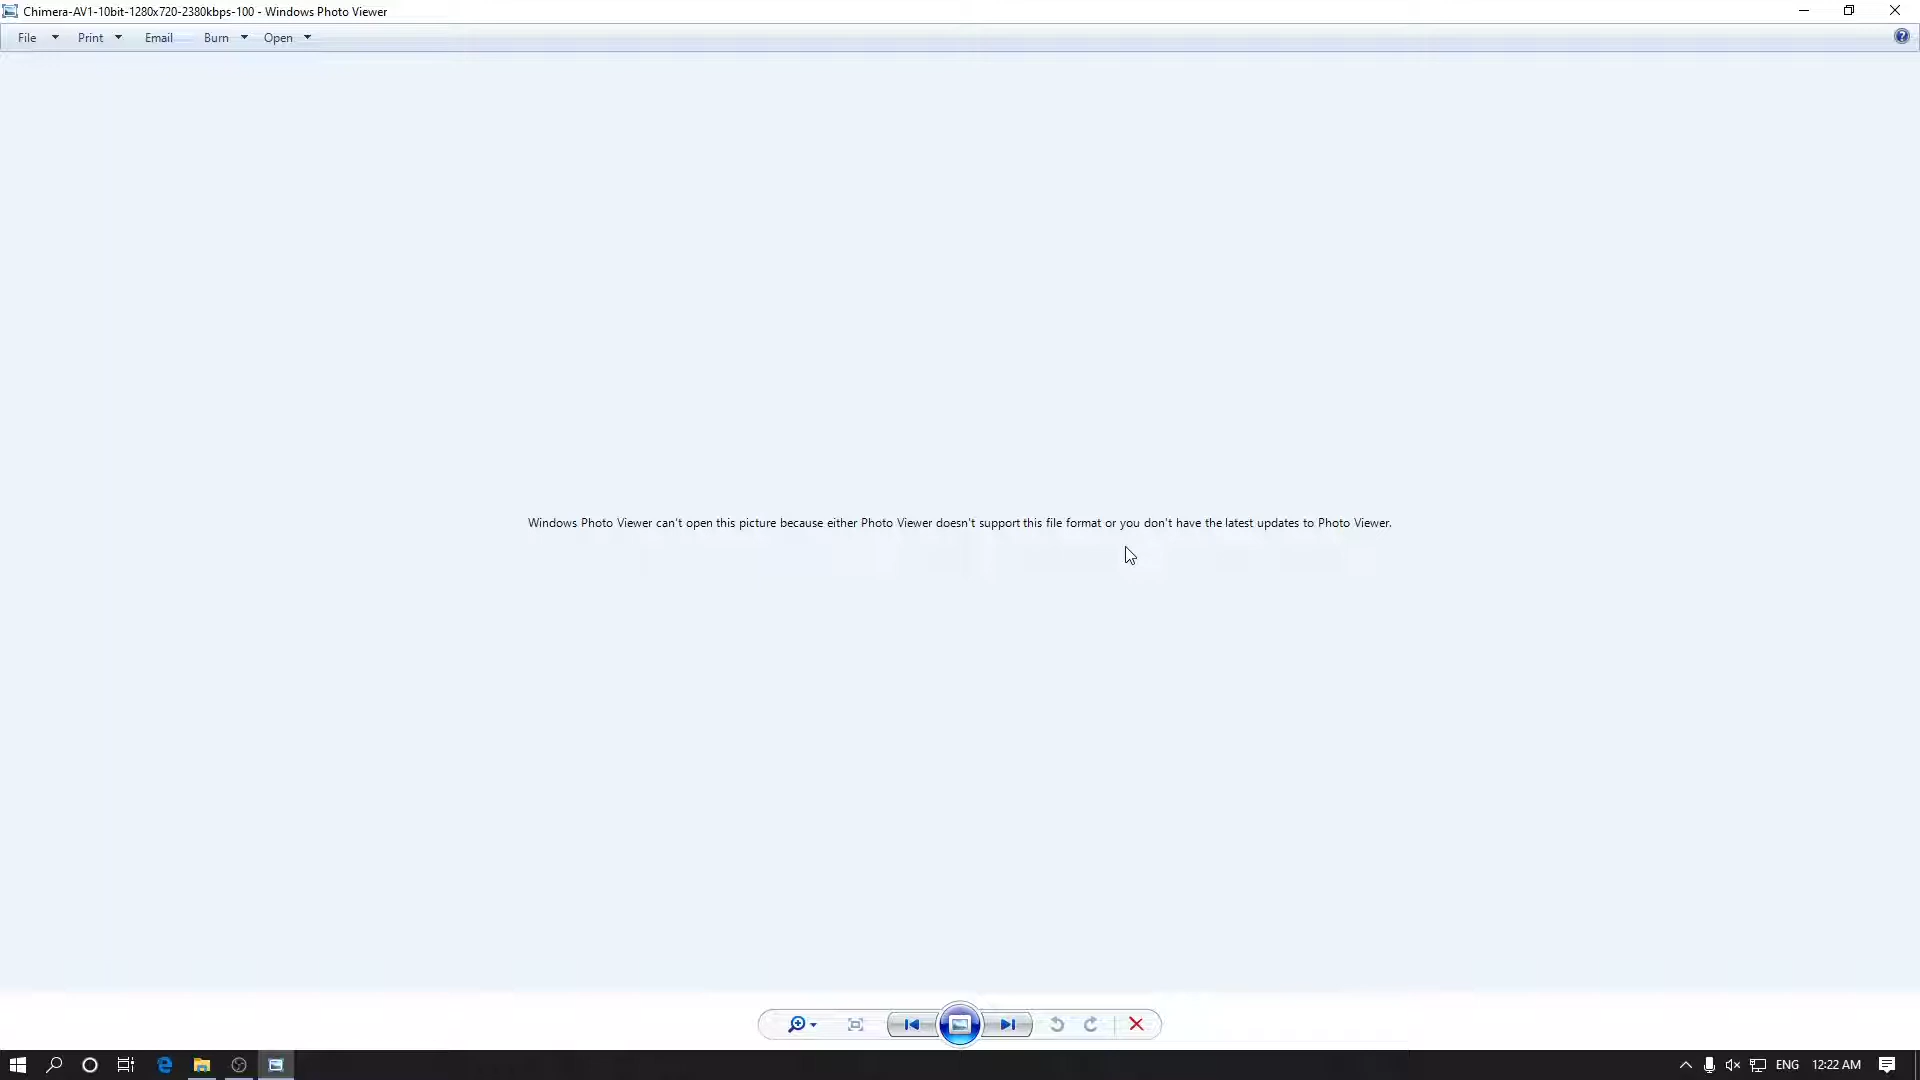 Chimera-AV1-10bit-1280x720-2380kbps-100 - Windows Photo Viewer
File Print Email Burn Open
Windows Photo Viewer can't open this picture because either Photo Viewer doesn't support this file format or you don't have the latest updates to Photo Viewer.
ENG 12:22 AM